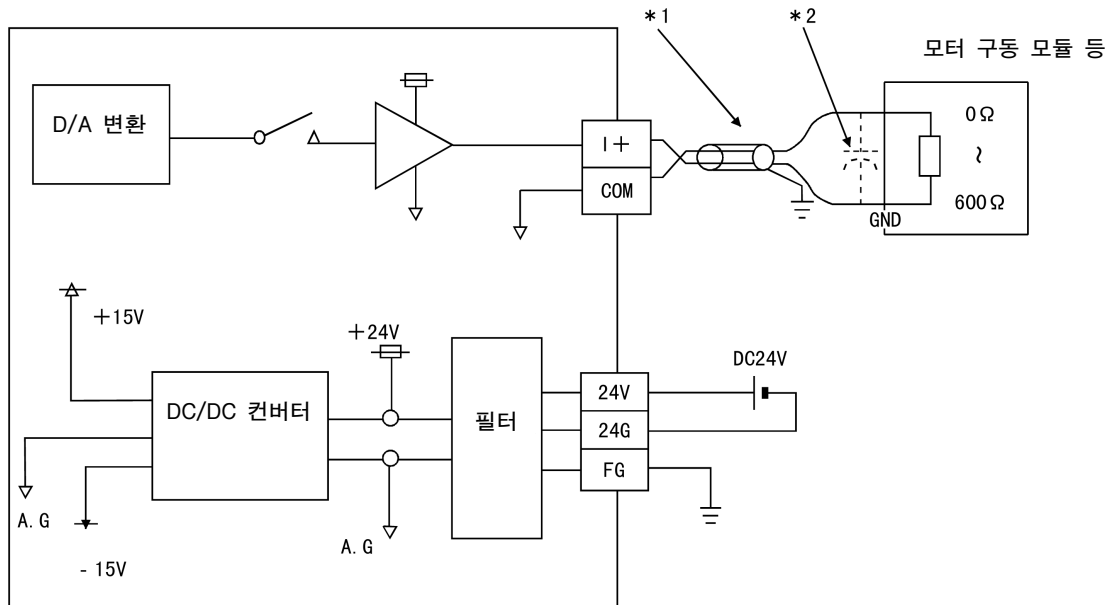 *1
*2
모터 구동 모듈 등
D/A 변환
I+
COM
0Ω
~
600Ω
GND
+15V
+24V
DC/DC 컨버터
필터
24V
24G
FG
DC24V
A.G
A.G
-15V